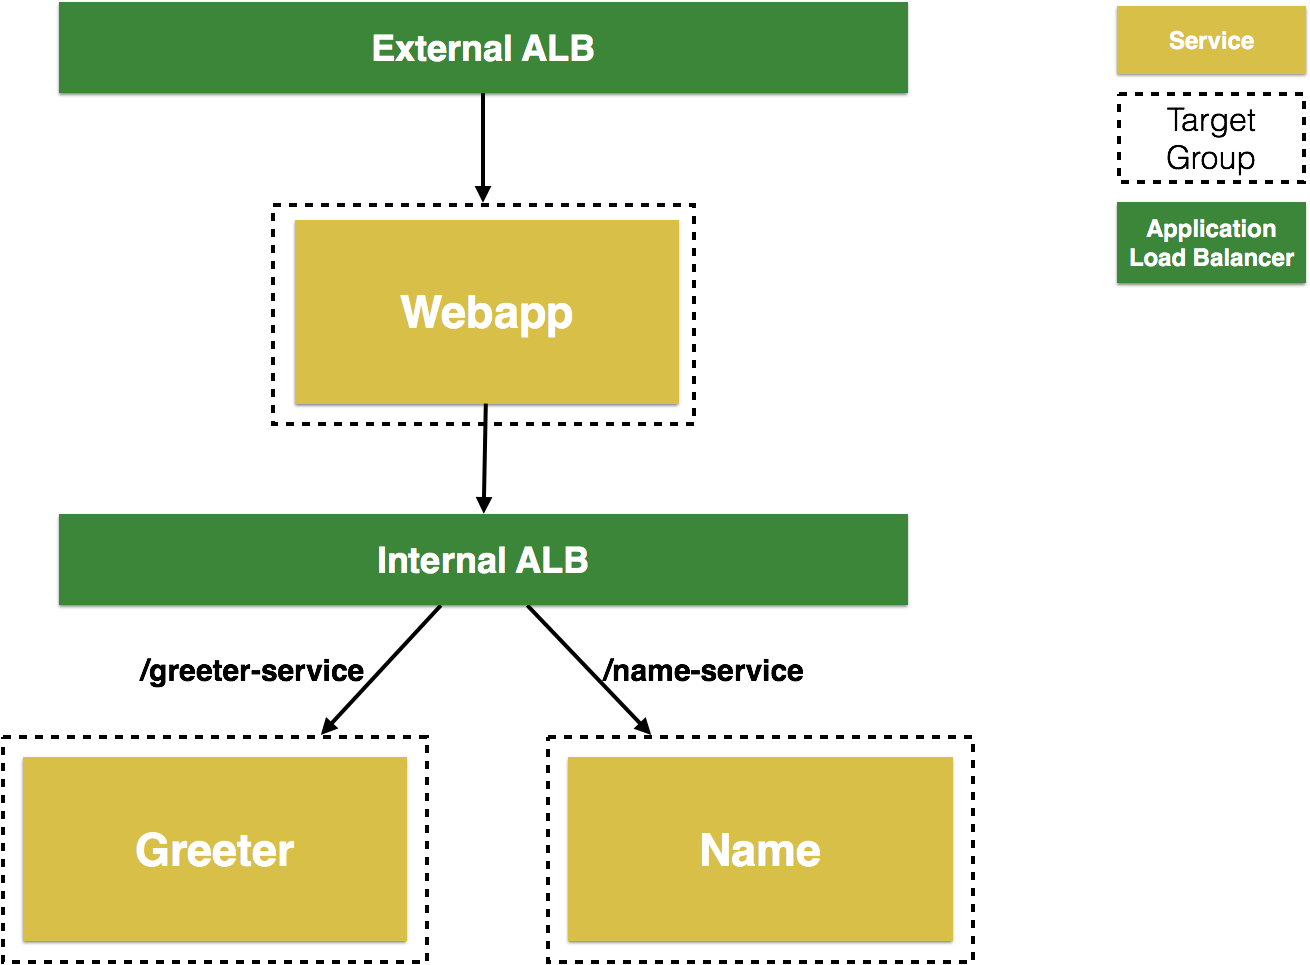 External ALB
Service
Target
Group
Application
Load Balancer
Webapp
Internal ALB
/greeter-service
/name-service
Greeter
Name